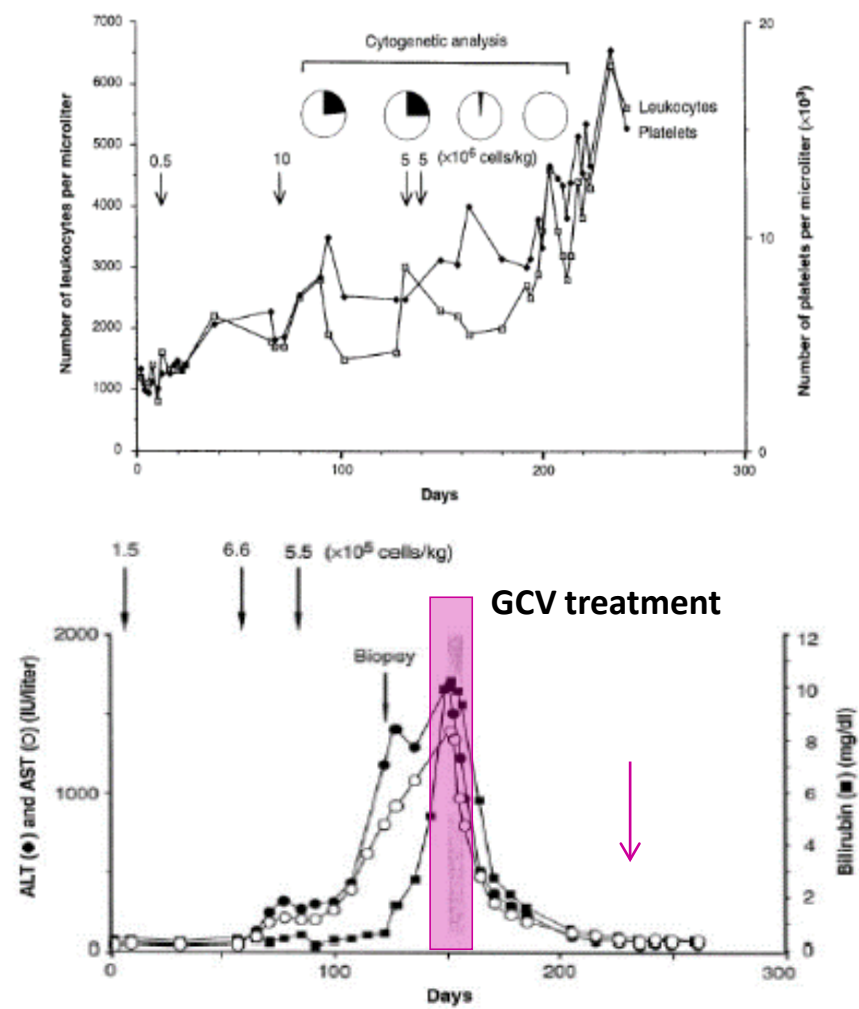 7000
6000
5000
4000
3000
2000
1000
0
Number of leukocytes per microliter
Cytogenetic analysis
0.5
10
5 5 (×10⁶ cells/kg)
Leukocytes
Platelets
20
10
0
Number of platelets per microliter (×10³)
0 100 200 300
Days
1.5 6.6 5.5 (×10⁵ cells/kg)
GCV treatment
Biopsy
2000
1000
0
ALT (●) and AST (○) (IU/liter)
12
10
8
6
4
2
0
Bilirubin (■) (mg/dl)
0 100 200 300
Days